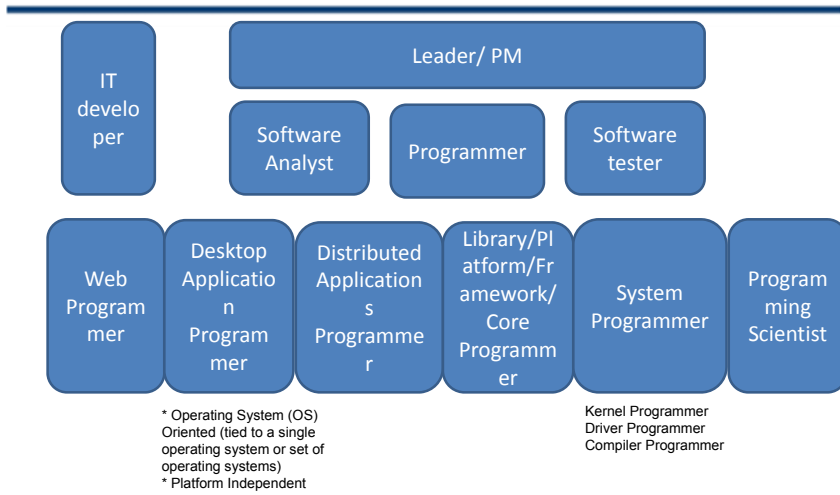 IT
develo
per
Leader/ PM
Software
Analyst
Programmer
Software
tester
Web
Program
mer
Desktop
Applicatio
n
Program
mer
Distributed
Application
s
Programme
r
Library/Pl
atform/Fr
amework/
Core
Programm
er
System
Programmer
Progra
mming
Scientist
* Operating System (OS)
Oriented (tied to a single
operating system or set of
operating systems)
* Platform Independent
Kernel Programmer
Driver Programmer
Compiler Programmer